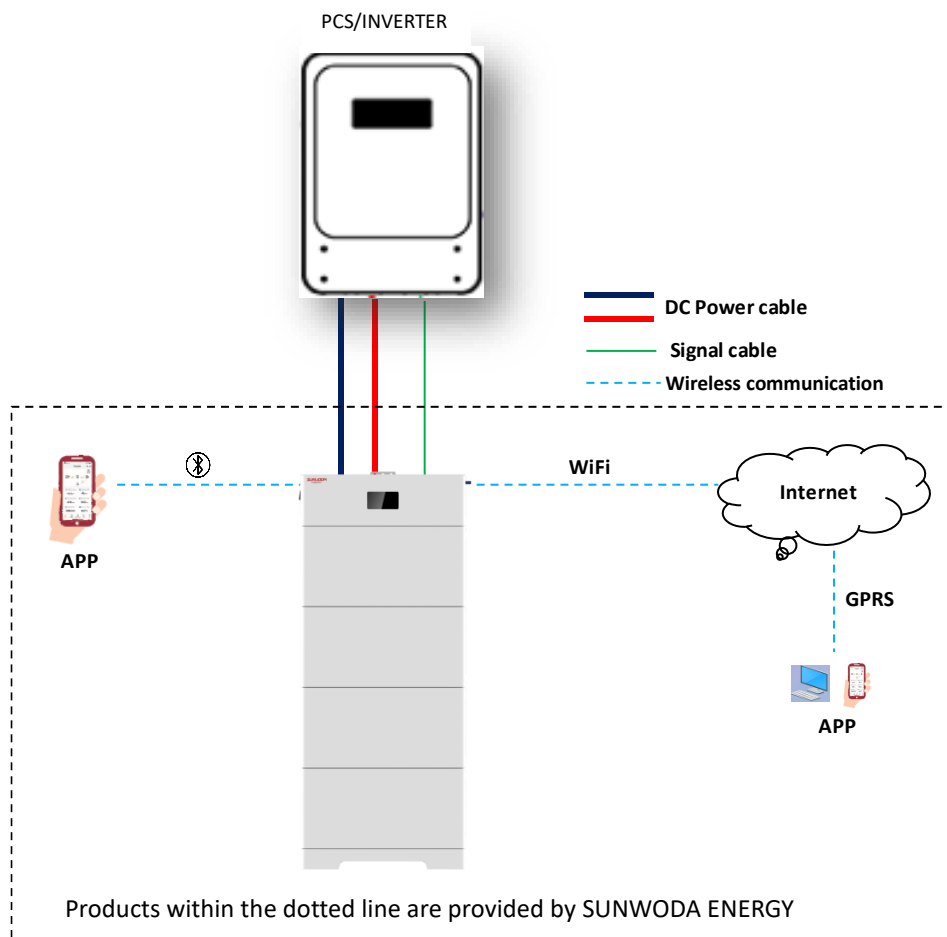 PCS/INVERTER
DC Power cable
Signal cable
Wireless communication
WiFi
Internet
APP
GPRS
APP
Products within the dotted line are provided by SUNWODA ENERGY